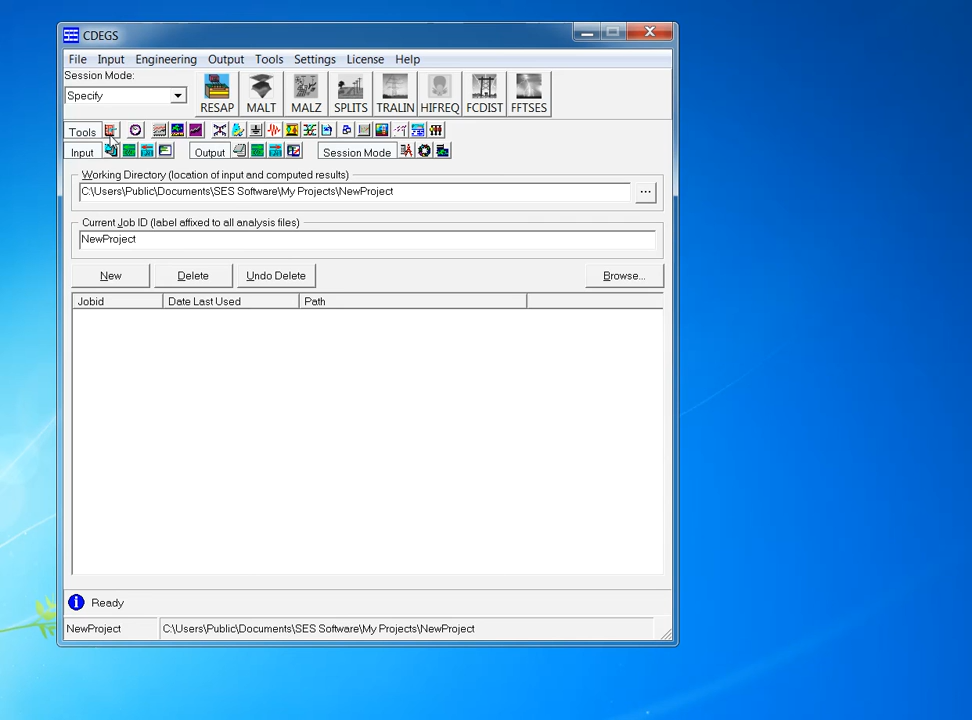 CDEGS
File Input Engineering Output Tools Settings License Help
Session Mode:
Specify
RESAP MALT MALZ SPLITS TRALIN HIFREQ FCDIST FFTSES
Tools
Input Output Session Mode
Working Directory (location of input and computed results)
C:\Users\Public\Documents\SES Software\My Projects\NewProject
...
Current Job ID (label affixed to all analysis files)
NewProject
New Delete Undo Delete Browse...
Jobid Date Last Used Path
Ready
NewProject C:\Users\Public\Documents\SES Software\My Projects\NewProject